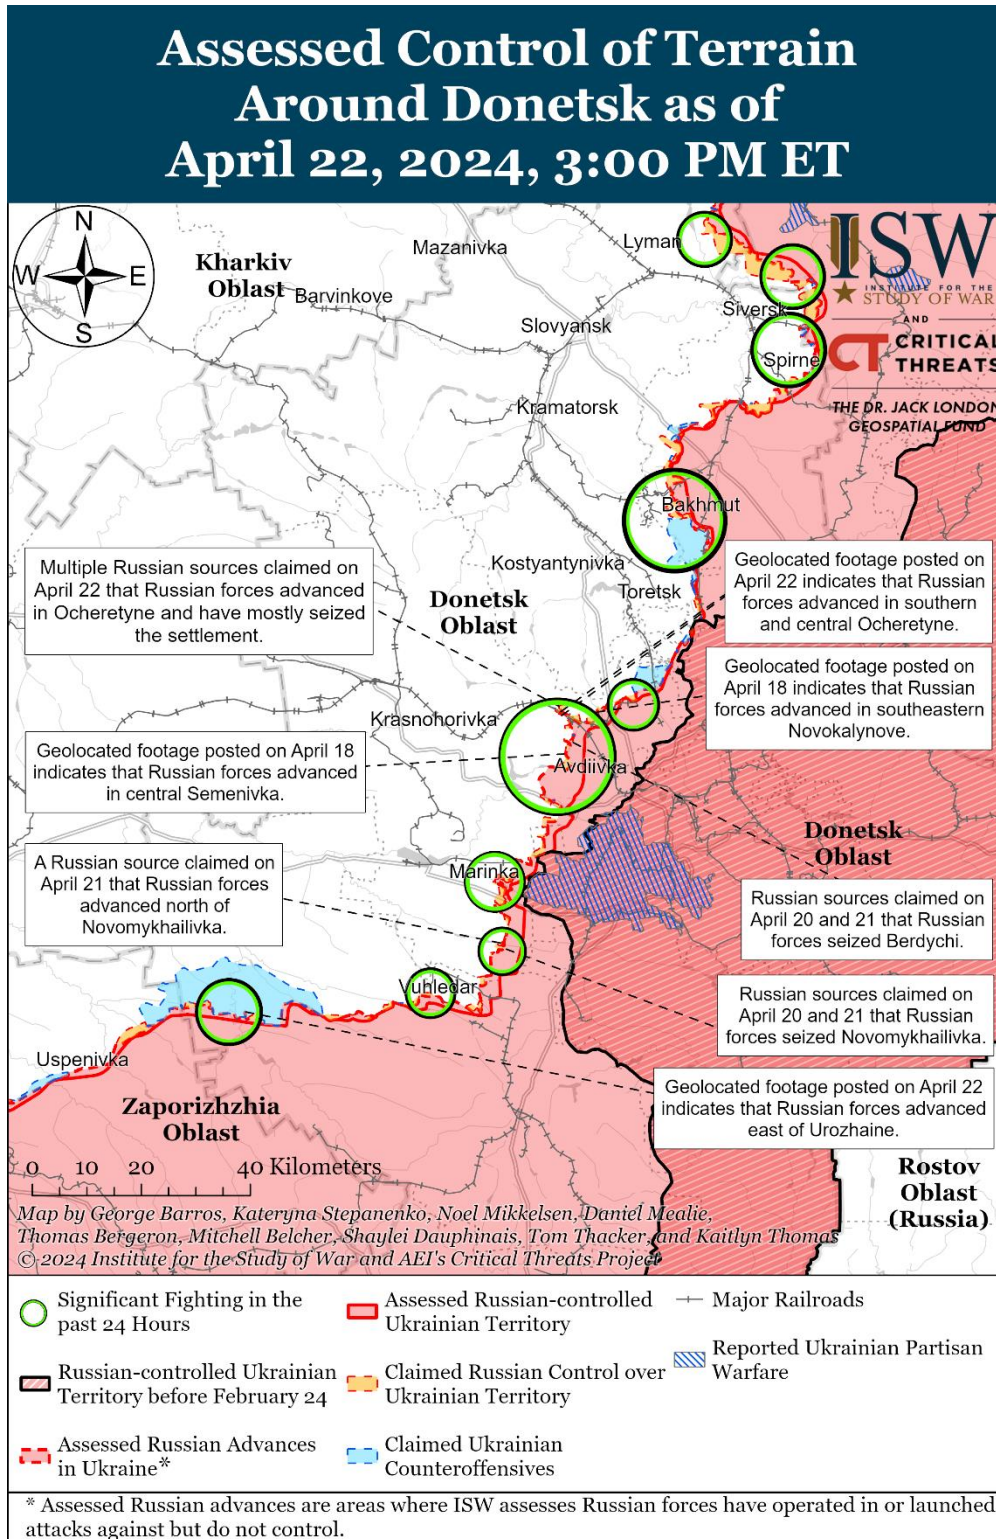 Assessed Control of Terrain
Around Donetsk as of
April 22, 2024, 3:00 PM ET
N
W
E
S
Kharkiv
Oblast
Mazanivka
Barvinkove
Lyman
ISW
INSTITUTE FOR THE
STUDY OF WAR
AND
CT CRITICAL
THREATS
THE DR. JACK LONDON
GEOSPATIAL FUND
Slovyansk
Siversk
Spirne
Kramatorsk
Bakhmut
Kostyantynivka
Toretsk
Donetsk
Oblast
Multiple Russian sources claimed on
April 22 that Russian forces advanced
in Ocheretyne and have mostly seized
the settlement.
Geolocated footage posted on
April 22 indicates that Russian
forces advanced in southern
and central Ocheretyne.
Geolocated footage posted on
April 18 indicates that Russian
forces advanced in southeastern
Novokalynove.
Krasnohorivka
Geolocated footage posted on April 18
indicates that Russian forces advanced
in central Semenivka.
Avdiivka
Donetsk
Oblast
A Russian source claimed on
April 21 that Russian forces
advanced north of
Novomykhailivka.
Marinka
Russian sources claimed on
April 20 and 21 that Russian
forces seized Berdychi.
Vuhledar
Russian sources claimed on
April 20 and 21 that Russian
forces seized Novomykhailivka.
Uspenivka
Geolocated footage posted on April 22
indicates that Russian forces advanced
east of Urozhaine.
Zaporizhzhia
Oblast
Rostov
Oblast
(Russia)
0 10 20 40 Kilometers
Map by George Barros, Kateryna Stepanenko, Noel Mikkelsen, Daniel Mealie,
Thomas Bergeron, Mitchell Belcher, Shaylei Dauphinais, Tom Thacker, and Kaitlyn Thomas
© 2024 Institute for the Study of War and AEI's Critical Threats Project
Significant Fighting in the
past 24 Hours
Russian-controlled Ukrainian
Territory before February 24
Assessed Russian Advances
in Ukraine*
Assessed Russian-controlled
Ukrainian Territory
Claimed Russian Control over
Ukrainian Territory
Claimed Ukrainian
Counteroffensives
Major Railroads
Reported Ukrainian Partisan
Warfare
* Assessed Russian advances are areas where ISW assesses Russian forces have operated in or launched
attacks against but do not control.